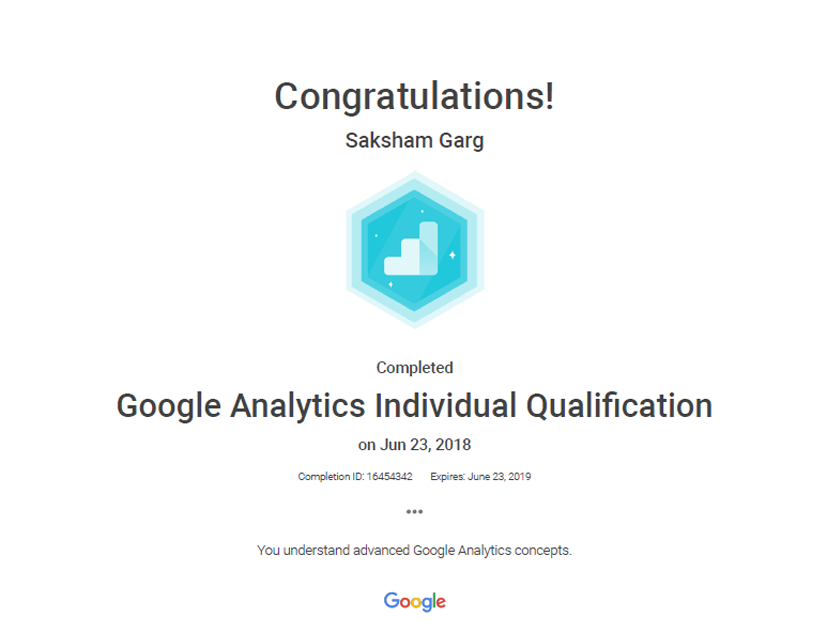 Congratulations!
Saksham Garg
Completed
Google Analytics Individual Qualification
on Jun 23, 2018
Completion ID: 16454342 Expires: June 23, 2019
•••
You understand advanced Google Analytics concepts.
Google